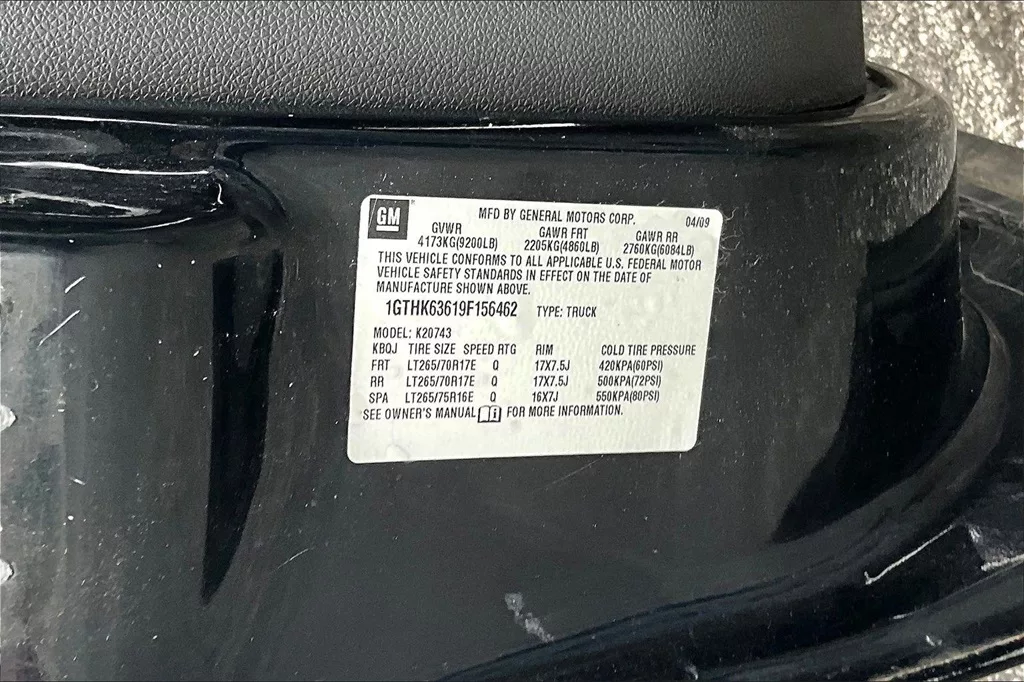 GM MFD BY GENERAL MOTORS CORP. 04/09
GVWR GAWR FRT GAWR RR
4173KG(9200LB) 2205KG(4860LB) 2760KG(6084LB)
THIS VEHICLE CONFORMS TO ALL APPLICABLE U.S. FEDERAL MOTOR
VEHICLE SAFETY STANDARDS IN EFFECT ON THE DATE OF
MANUFACTURE SHOWN ABOVE.
1GTHK63619F156462 TYPE: TRUCK
MODEL: K20743
KBQJ TIRE SIZE SPEED RTG RIM COLD TIRE PRESSURE
FRT LT265/70R17E Q 17X7.5J 420KPA(60PSI)
RR LT265/70R17E Q 17X7.5J 500KPA(72PSI)
SPA LT265/75R16E Q 16X7J 550KPA(80PSI)
SEE OWNER'S MANUAL FOR MORE INFORMATION.